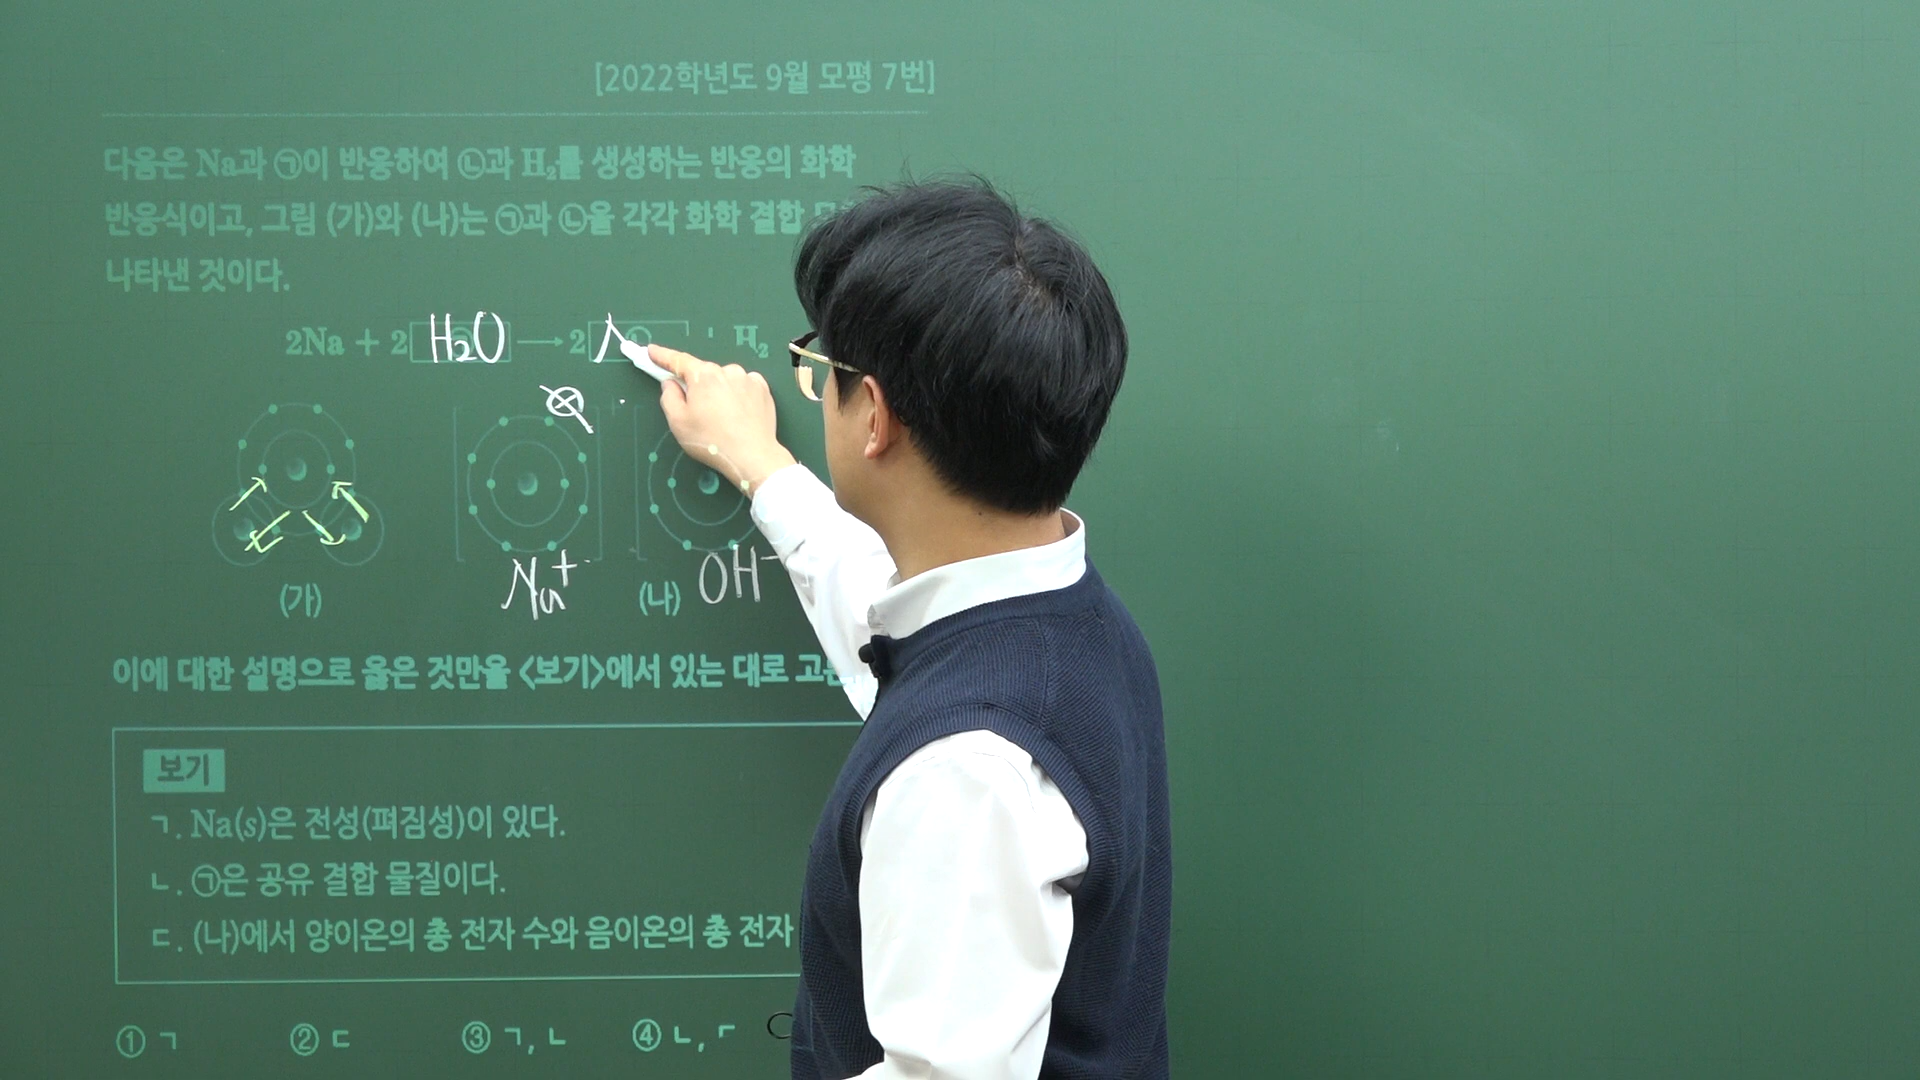 [2022학년도 9월 모평 7번]
다음은 Na과 ㉠이 반응하여 ㉡과 H₂를 생성하는 반응의 화학
반응식이고, 그림 (가)와 (나)는 ㉠과 ㉡을 각각 화학 결합
나타낸 것이다.
2Na + 2 H₂O → 2 N H₂
Na⁺ OH⁻
(가) (나)
이에 대한 설명으로 옳은 것만을 <보기>에서 있는 대로
보기
ㄱ. Na(s)은 전성(펴짐성)이 있다.
ㄴ. ㉠은 공유 결합 물질이다.
ㄷ. (나)에서 양이온의 총 전자 수와 음이온의 총 전자
① ㄱ ② ㄷ ③ ㄱ, ㄴ ④ ㄴ, ㄷ